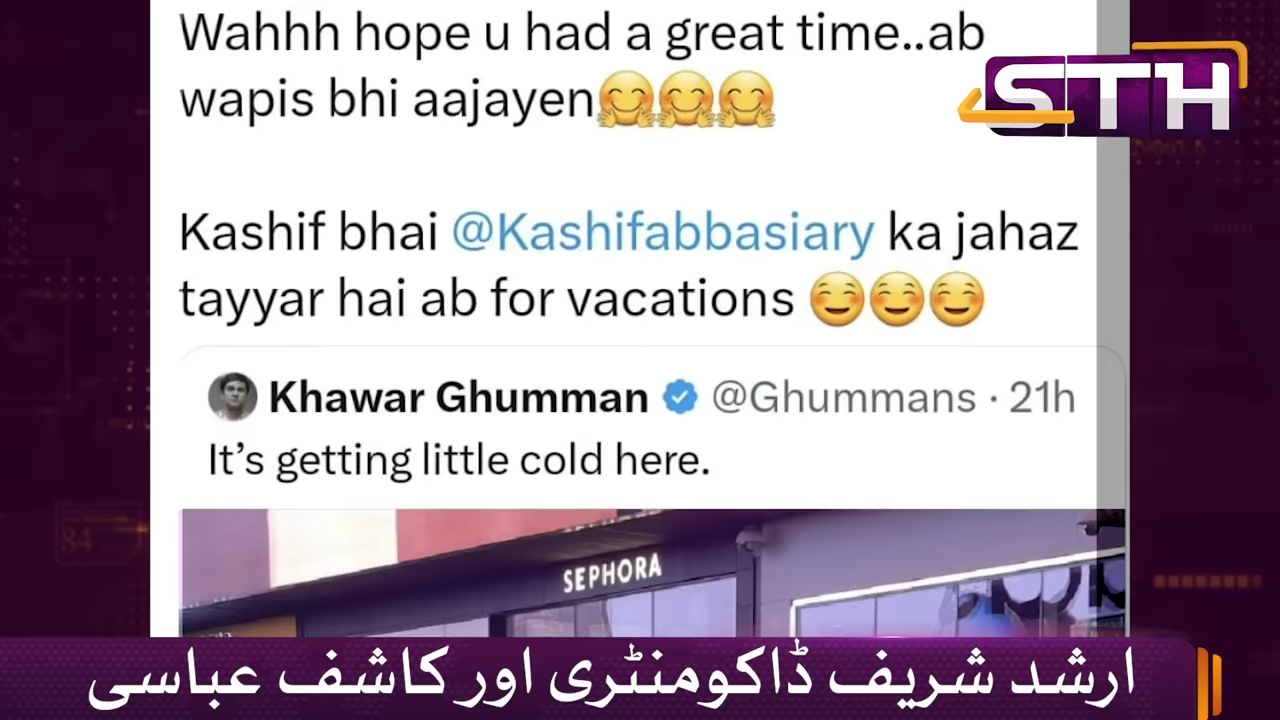 Wahhh hope u had a great time..ab
wapis bhi aajayen🤗🤗🤗
STH
Kashif bhai @Kashifabbasiary ka jahaz
tayyar hai ab for vacations 😊😊😊
Khawar Ghumman @Ghummans · 21h
It’s getting little cold here.
SEPHORA
84
ارشد شریف ڈاکومنٹری اور کاشف عباسی